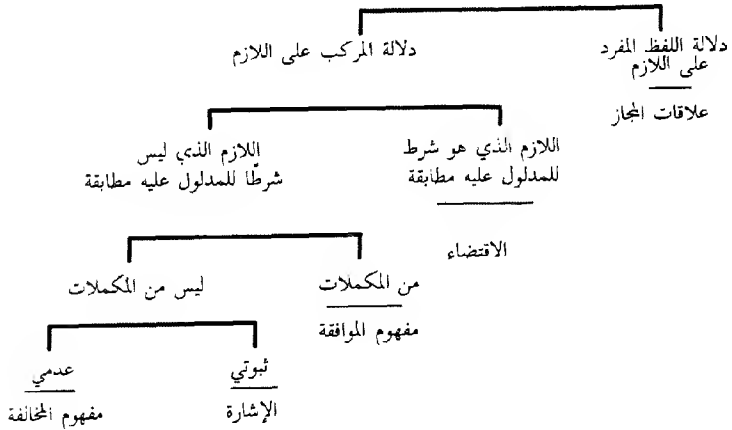 دلالة اللفظ المفرد
على اللازم
علاقات المجاز
دلالة المركب على اللازم
اللازم الذي هو شرط
للمدلول عليه مطابقة
الاقتضاء
اللازم الذي ليس
شرطًا للمدلول عليه مطابقة
من المكملات
مفهوم الموافقة
ليس من المكملات
ثبوتي
الإشارة
عدمي
مفهوم المخالفة